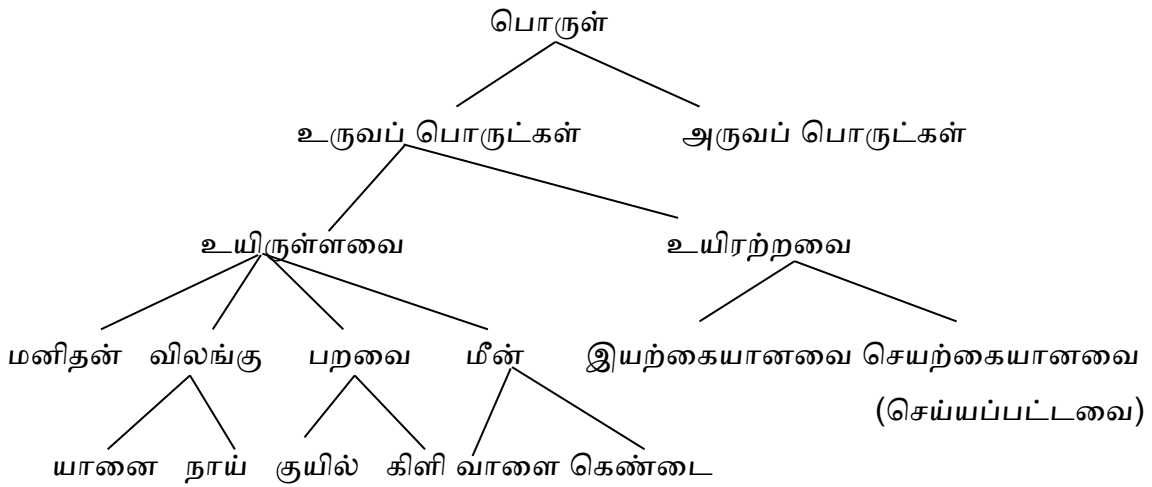 பொருள்
உருவப் பொருட்கள் அருவப் பொருட்கள்
உயிருள்ளவை உயிரற்றவை
மனிதன் விலங்கு பறவை மீன் இயற்கையானவை செயற்கையானவை
(செய்யப்பட்டவை)
யானை நாய் குயில் கிளி வாளை கெண்டை